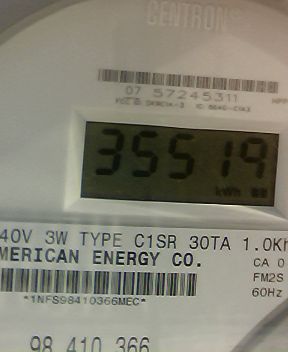 CENTRON
07 57245311
35519
kWh
40V 3W TYPE C1SR 30TA 1.0Kh
MERICAN ENERGY CO.
CA 0
FM2S
60Hz
*1NFS98410366MEC*
98 410 366